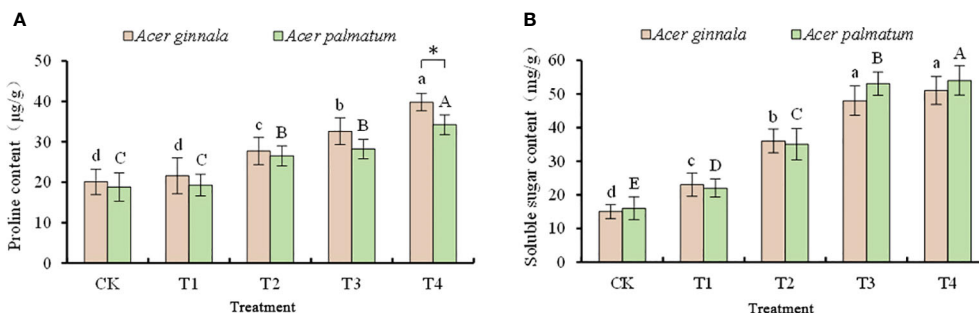 A
Acer ginnala Acer palmatum
Proline content（μg/g）
50
40
30
20
10
0
d C d C c B b B a A
*
CK T1 T2 T3 T4
Treatment
B
Acer ginnala Acer palmatum
Soluble sugar content（mg/g）
60
50
40
30
20
10
0
d E c D b C a B a A
CK T1 T2 T3 T4
Treatment